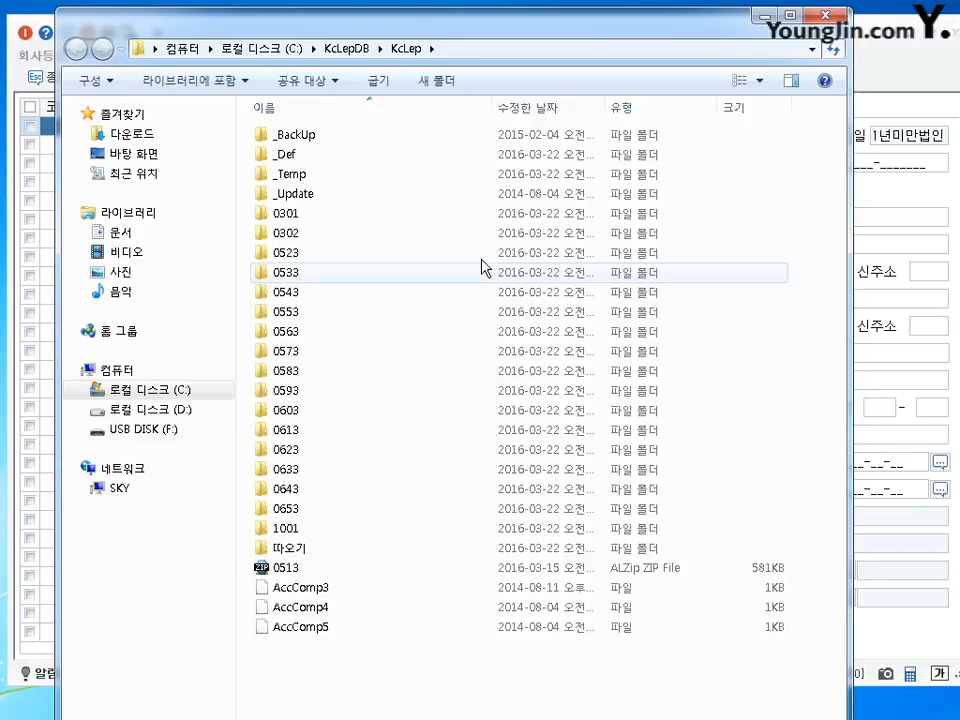 Younglin.com Y.
회사등
Esc 종
컴퓨터 ▸ 로컬 디스크 (C:) ▸ KcLepDB ▸ KcLep ▸
구성 라이브러리에 포함 공유 대상 굽기 새 폴더
즐겨찾기
다운로드
바탕 화면
최근 위치
라이브러리
문서
비디오
사진
음악
홈 그룹
컴퓨터
로컬 디스크 (C:)
로컬 디스크 (D:)
USB DISK (F:)
네트워크
SKY
이름 수정한 날짜 유형 크기
_BackUp 2015-02-04 오전... 파일 폴더
_Def 2016-03-22 오전... 파일 폴더
_Temp 2016-03-22 오전... 파일 폴더
_Update 2014-08-04 오전... 파일 폴더
0301 2016-03-22 오전... 파일 폴더
0302 2016-03-22 오전... 파일 폴더
0523 2016-03-22 오전... 파일 폴더
0533 2016-03-22 오전... 파일 폴더
0543 2016-03-22 오전... 파일 폴더
0553 2016-03-22 오전... 파일 폴더
0563 2016-03-22 오전... 파일 폴더
0573 2016-03-22 오전... 파일 폴더
0583 2016-03-22 오전... 파일 폴더
0593 2016-03-22 오전... 파일 폴더
0603 2016-03-22 오전... 파일 폴더
0613 2016-03-22 오전... 파일 폴더
0623 2016-03-22 오전... 파일 폴더
0633 2016-03-22 오전... 파일 폴더
0643 2016-03-22 오전... 파일 폴더
0653 2016-03-22 오전... 파일 폴더
1001 2016-03-22 오전... 파일 폴더
따오기 2016-03-22 오전... 파일 폴더
0513 2016-03-15 오전... ALZip ZIP File 581KB
AccComp3 2014-08-11 오후... 파일 1KB
AccComp4 2014-08-04 오전... 파일 1KB
AccComp5 2014-08-04 오전... 파일 1KB
일 1년미만법인
신주소
신주소
알림
가